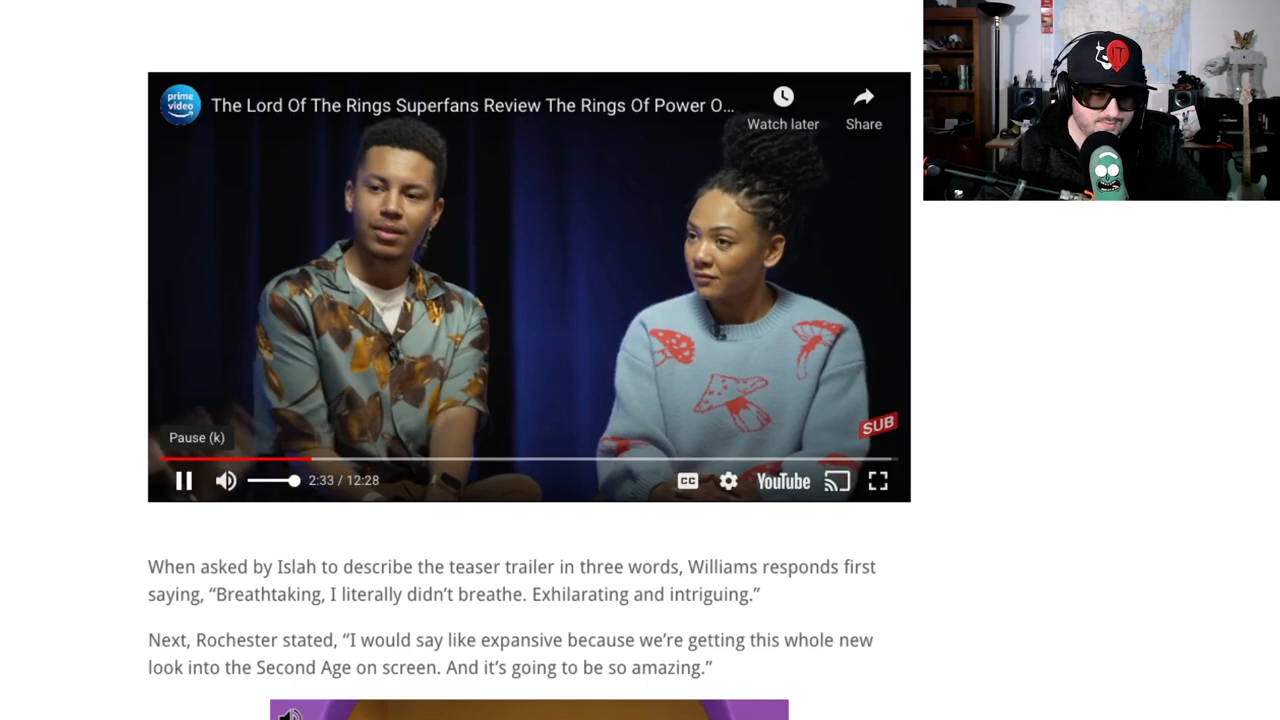 prime
video
The Lord Of The Rings Superfans Review The Rings Of Power O...
Watch later
Share
SUB
Pause (k)
2:33 / 12:28
CC
YouTube
When asked by Islah to describe the teaser trailer in three words, Williams responds first
saying, “Breathtaking, I literally didn’t breathe. Exhilarating and intriguing.”
Next, Rochester stated, “I would say like expansive because we’re getting this whole new
look into the Second Age on screen. And it’s going to be so amazing.”